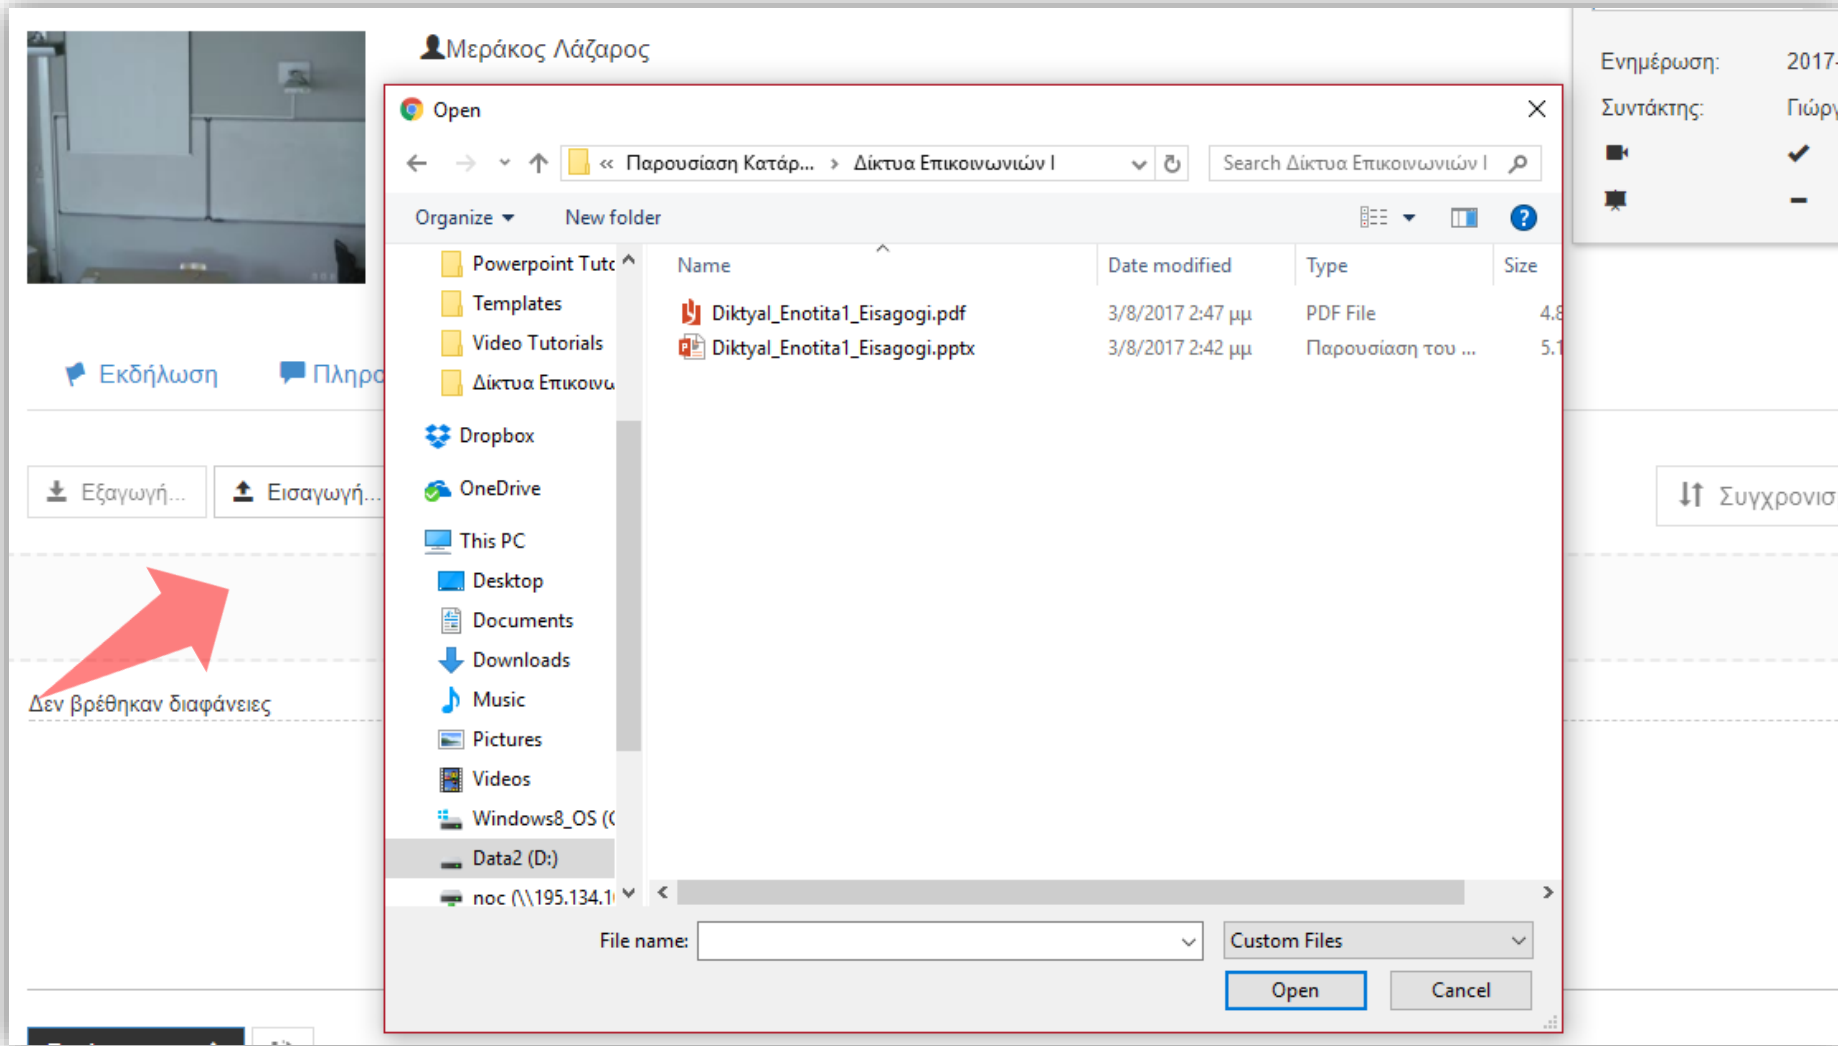 Μεράκος Λάζαρος
Ενημέρωση: 2017-
Συντάκτης: Γιώργ
Εκδήλωση Πληρο
Εξαγωγή... Εισαγωγή...
Συγχρονισ
Δεν βρέθηκαν διαφάνειες
Open
« Παρουσίαση Κατάρ... › Δίκτυα Επικοινωνιών Ι
Search Δίκτυα Επικοινωνιών Ι
Organize New folder
Powerpoint Tuto
Templates
Video Tutorials
Δίκτυα Επικοινω
Dropbox
OneDrive
This PC
Desktop
Documents
Downloads
Music
Pictures
Videos
Windows8_OS (C
Data2 (D:)
noc (\\195.134.1
Name Date modified Type Size
DiktyaI_Enotita1_Eisagogi.pdf 3/8/2017 2:47 μμ PDF File 4.8
DiktyaI_Enotita1_Eisagogi.pptx 3/8/2017 2:42 μμ Παρουσίαση του ... 5.1
File name: Custom Files
Open Cancel